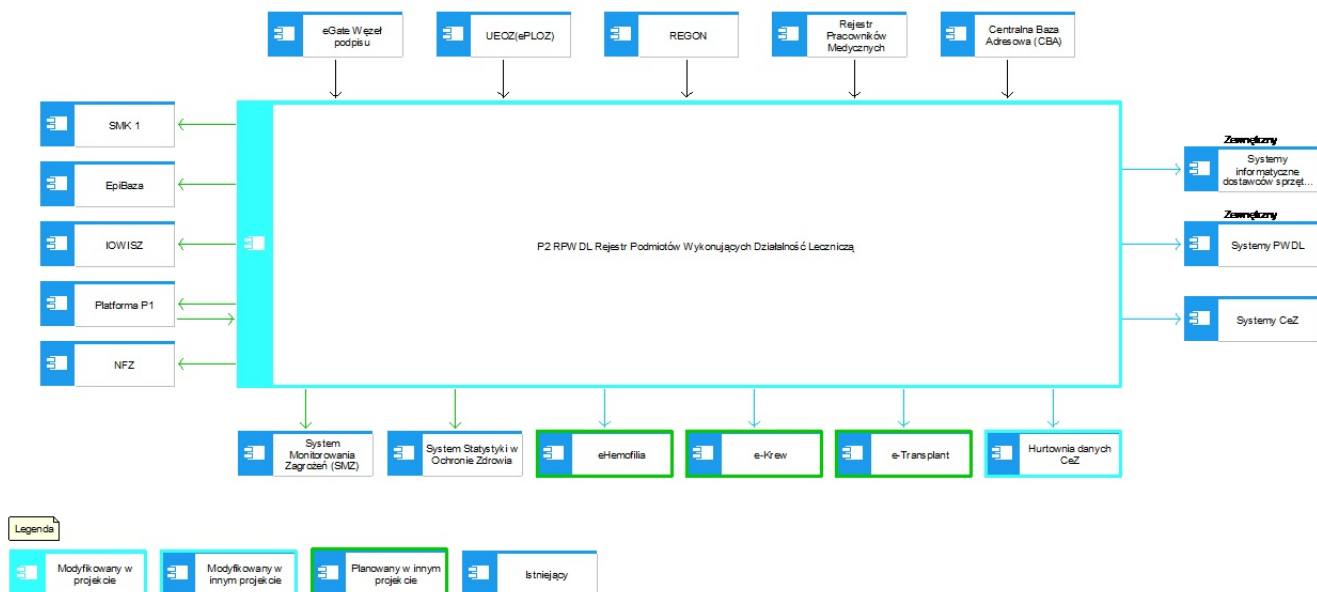 eGate Węzeł
podpisu
UEOZ(ePLOZ)
REGON
Rejestr
Pracowników
Medycznych
Centralna Baza
Adresowa (CBA)
SMK 1
EpiBaza
IOWISZ
Platforma P1
NFZ
P2 RPWDL Rejestr Podmiotów Wykonujących Działalność Leczniczą
Zewnętrzny
Systemy
informatyczne
dostawców sprzęt...
Zewnętrzny
Systemy PWDL
Systemy CeZ
System
Monitorowania
Zagrożeń (SMZ)
System Statystyki w
Ochronie Zdrowia
eHemofilia
e-Krew
e-Transplant
Hurtownia danych
CeZ
Legenda
Modyfikowany w
projekcie
Modyfikowany w
innym projekcie
Planowany w innym
projekcie
Istniejący